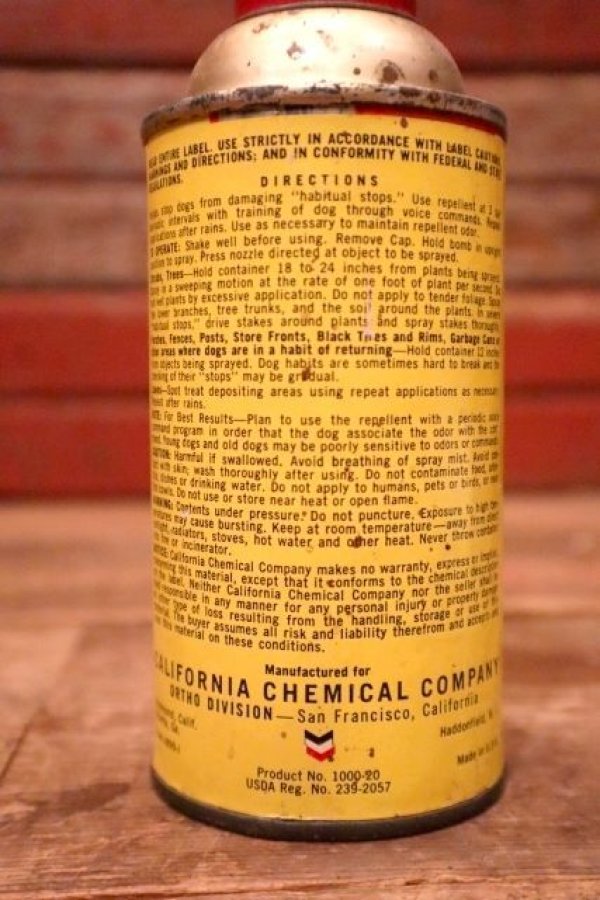 ENTIRE LABEL. USE STRICTLY IN ACCORDANCE WITH LABEL
AND DIRECTIONS; AND IN CONFORMITY WITH FEDERAL AND
DIRECTIONS
stop dogs from damaging "habitual stops." Use repellent at
intervals with training of dog through voice commands.
after rains. Use as necessary to maintain repellent odor.
OPERATE: Shake well before using. Remove Cap. Hold bomb in
to spray. Press nozzle directed at object to be sprayed.
Trees—Hold container 18 to 24 inches from plants being
in a sweeping motion at the rate of one foot of plant per second.
plants by excessive application. Do not apply to tender foliage.
lower branches, tree trunks, and the soil around the plants. In
stops," drive stakes around plants and spray stakes
Fences, Posts, Store Fronts, Black Tires and Rims, Garbage Cans
areas where dogs are in a habit of returning—Hold container 12 inches
objects being sprayed. Dog habits are sometimes hard to break and
of their "stops" may be gradual.
Spot treat depositing areas using repeat applications as necessary
after rains.
For Best Results—Plan to use the repellent with a periodic
program in order that the dog associate the odor with the
Young dogs and old dogs may be poorly sensitive to odors or
Harmful if swallowed. Avoid breathing of spray mist. Avoid
with skin; wash thoroughly after using. Do not contaminate food,
dishes or drinking water. Do not apply to humans, pets or birds, or
Do not use or store near heat or open flame.
Contents under pressure. Do not puncture. Exposure to high
may cause bursting. Keep at room temperature—away from
radiators, stoves, hot water and other heat. Never throw
or incinerator.
California Chemical Company makes no warranty, express or
this material, except that it conforms to the chemical
label. Neither California Chemical Company nor the seller
responsible in any manner for any personal injury or property
type of loss resulting from the handling, storage or use of
The buyer assumes all risk and liability therefrom and accepts
this material on these conditions.
Manufactured for
CALIFORNIA CHEMICAL COMPANY
ORTHO DIVISION—San Francisco, California
Calif.
Haddonfield,
Made in
Product No. 1000-20
USDA Reg. No. 239-2057